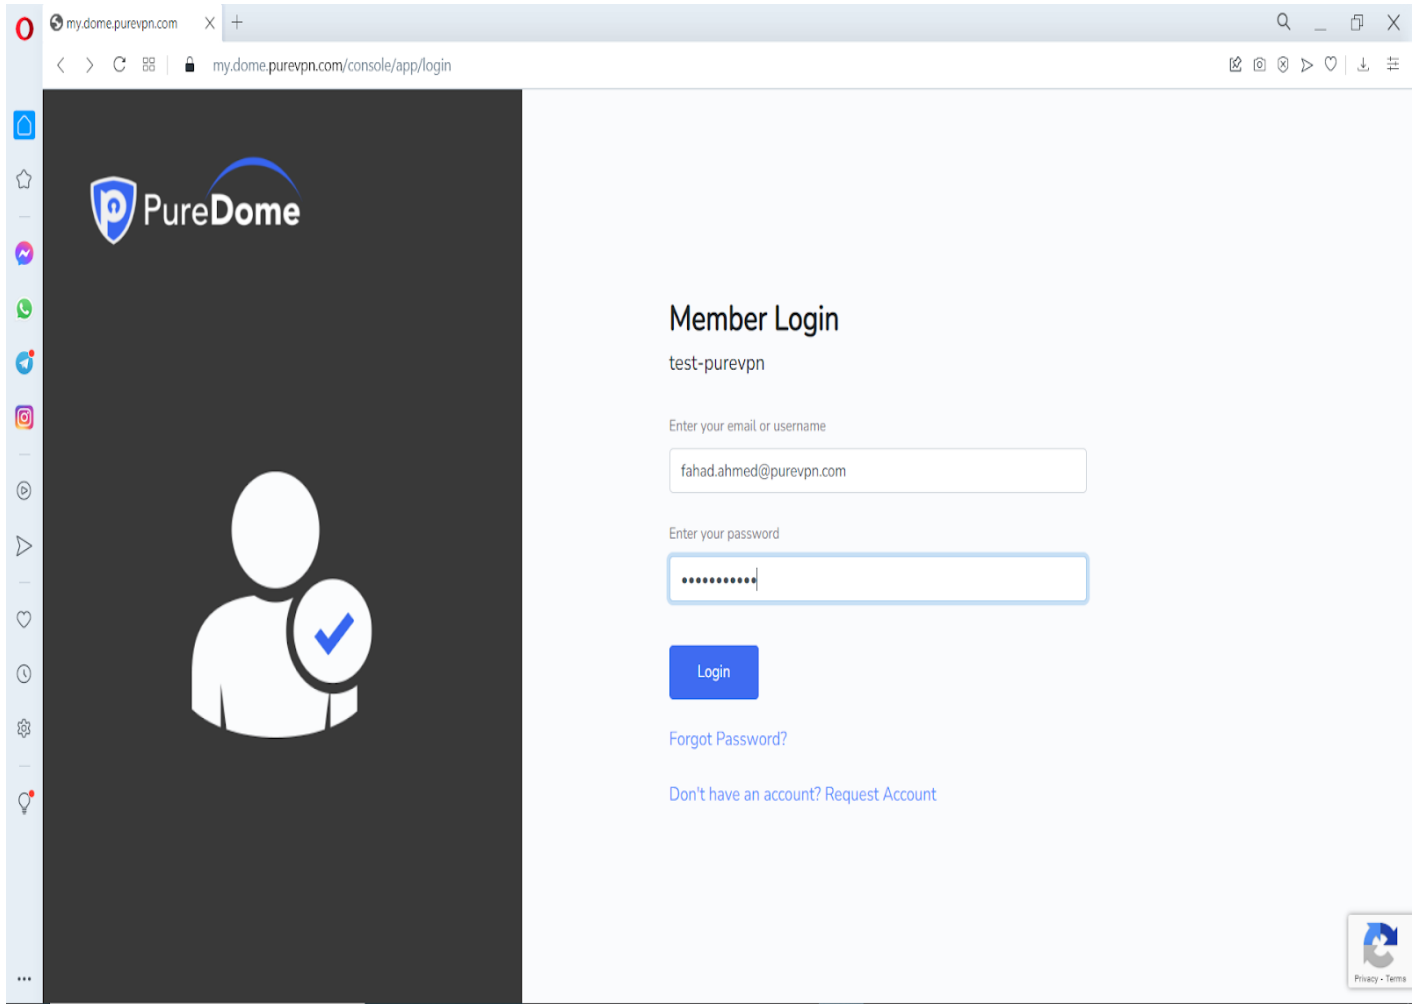 my.dome.purevpn.com
my.dome.purevpn.com/console/app/login
PureDome
Member Login
test-purevpn
Enter your email or username
fahad.ahmed@purevpn.com
Enter your password
•••••••••••
Login
Forgot Password?
Don't have an account? Request Account
Privacy - Terms